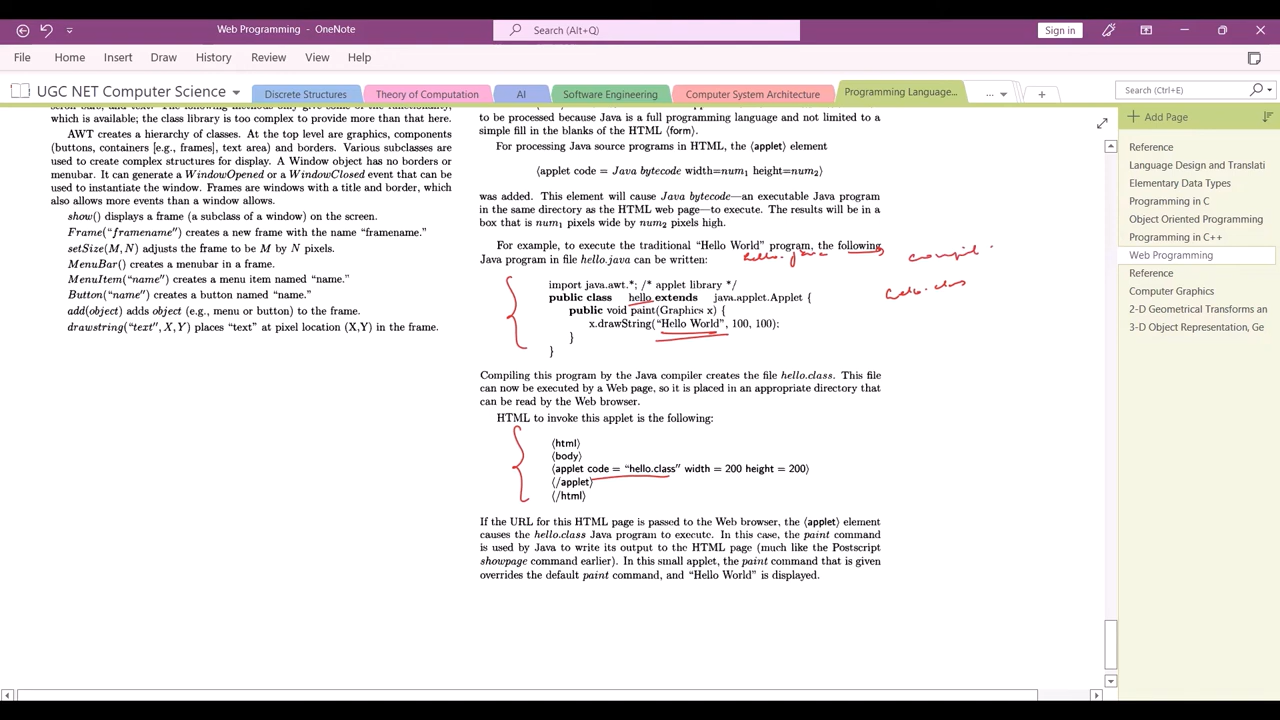 Web Programming - OneNote
Search (Alt+Q)
Sign in
File Home Insert Draw History Review View Help
UGC NET Computer Science
Discrete Structures
Theory of Computation
AI
Software Engineering
Computer System Architecture
Programming Language...
...
Search (Ctrl+E)
which is available; the class library is too complex to provide more than that here.
AWT creates a hierarchy of classes. At the top level are graphics, components
(buttons, containers [e.g., frames], text area) and borders. Various subclasses are
used to create complex structures for display. A Window object has no borders or
menubar. It can generate a WindowOpened or a WindowClosed event that can be
used to instantiate the window. Frames are windows with a title and border, which
also allows more events than a window allows.
show() displays a frame (a subclass of a window) on the screen.
Frame("framename") creates a new frame with the name "framename."
setSize(M, N) adjusts the frame to be M by N pixels.
MenuBar() creates a menubar in a frame.
MenuItem("name") creates a menu item named "name."
Button("name") creates a button named "name."
add(object) adds object (e.g., menu or button) to the frame.
drawstring("text", X, Y) places "text" at pixel location (X,Y) in the frame.
to be processed because Java is a full programming language and not limited to a
simple fill in the blanks of the HTML ⟨form⟩.
For processing Java source programs in HTML, the ⟨applet⟩ element
⟨applet code = Java bytecode width=num1 height=num2⟩
was added. This element will cause Java bytecode—an executable Java program
in the same directory as the HTML web page—to execute. The results will be in a
box that is num1 pixels wide by num2 pixels high.
For example, to execute the traditional "Hello World" program, the following
Java program in file hello.java can be written:
hello.java
compil
hello.clas
import java.awt.*; /* applet library */
public class hello extends java.applet.Applet {
public void paint(Graphics x) {
x.drawString("Hello World", 100, 100);
}
}
Compiling this program by the Java compiler creates the file hello.class. This file
can now be executed by a Web page, so it is placed in an appropriate directory that
can be read by the Web browser.
HTML to invoke this applet is the following:
⟨html⟩
⟨body⟩
⟨applet code = "hello.class" width = 200 height = 200⟩
⟨/applet⟩
⟨/html⟩
If the URL for this HTML page is passed to the Web browser, the ⟨applet⟩ element
causes the hello.class Java program to execute. In this case, the paint command
is used by Java to write its output to the HTML page (much like the Postscript
showpage command earlier). In this small applet, the paint command that is given
overrides the default paint command, and "Hello World" is displayed.
Add Page
Reference
Language Design and Translati
Elementary Data Types
Programming in C
Object Oriented Programming
Programming in C++
Web Programming
Reference
Computer Graphics
2-D Geometrical Transforms an
3-D Object Representation, Ge